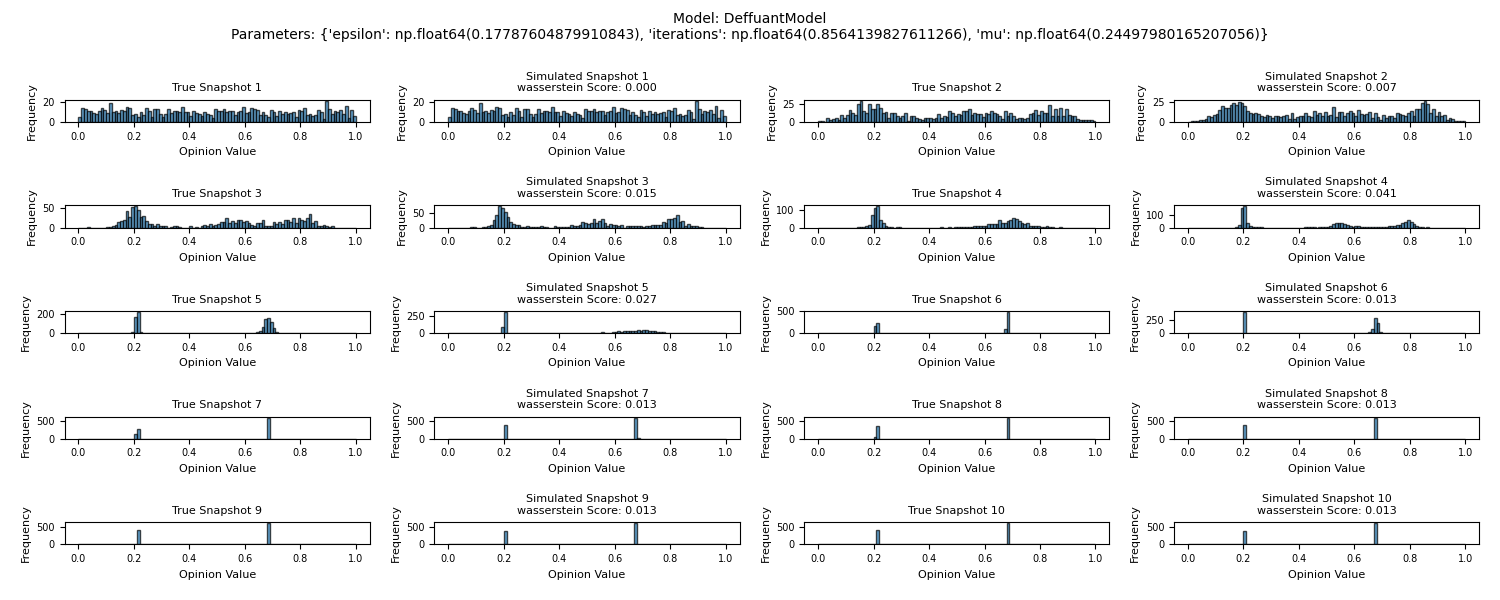 Model: DeffuantModel
Parameters: {'epsilon': np.float64(0.17787604879910843), 'iterations': np.float64(0.8564139827611266), 'mu': np.float64(0.24497980165207056)}
True Snapshot 1
Frequency
20
0
0.0 0.2 0.4 0.6 0.8 1.0
Opinion Value
Simulated Snapshot 1
wasserstein Score: 0.000
Frequency
20
0
0.0 0.2 0.4 0.6 0.8 1.0
Opinion Value
True Snapshot 2
Frequency
25
0
0.0 0.2 0.4 0.6 0.8 1.0
Opinion Value
Simulated Snapshot 2
wasserstein Score: 0.007
Frequency
25
0
0.0 0.2 0.4 0.6 0.8 1.0
Opinion Value
True Snapshot 3
Frequency
50
0
0.0 0.2 0.4 0.6 0.8 1.0
Opinion Value
Simulated Snapshot 3
wasserstein Score: 0.015
Frequency
50
0
0.0 0.2 0.4 0.6 0.8 1.0
Opinion Value
True Snapshot 4
Frequency
100
0
0.0 0.2 0.4 0.6 0.8 1.0
Opinion Value
Simulated Snapshot 4
wasserstein Score: 0.041
Frequency
100
0
0.0 0.2 0.4 0.6 0.8 1.0
Opinion Value
True Snapshot 5
Frequency
200
0
0.0 0.2 0.4 0.6 0.8 1.0
Opinion Value
Simulated Snapshot 5
wasserstein Score: 0.027
Frequency
250
0
0.0 0.2 0.4 0.6 0.8 1.0
Opinion Value
True Snapshot 6
Frequency
500
0
0.0 0.2 0.4 0.6 0.8 1.0
Opinion Value
Simulated Snapshot 6
wasserstein Score: 0.013
Frequency
250
0
0.0 0.2 0.4 0.6 0.8 1.0
Opinion Value
True Snapshot 7
Frequency
500
0
0.0 0.2 0.4 0.6 0.8 1.0
Opinion Value
Simulated Snapshot 7
wasserstein Score: 0.013
Frequency
500
0
0.0 0.2 0.4 0.6 0.8 1.0
Opinion Value
True Snapshot 8
Frequency
500
0
0.0 0.2 0.4 0.6 0.8 1.0
Opinion Value
Simulated Snapshot 8
wasserstein Score: 0.013
Frequency
500
0
0.0 0.2 0.4 0.6 0.8 1.0
Opinion Value
True Snapshot 9
Frequency
500
0
0.0 0.2 0.4 0.6 0.8 1.0
Opinion Value
Simulated Snapshot 9
wasserstein Score: 0.013
Frequency
500
0
0.0 0.2 0.4 0.6 0.8 1.0
Opinion Value
True Snapshot 10
Frequency
500
0
0.0 0.2 0.4 0.6 0.8 1.0
Opinion Value
Simulated Snapshot 10
wasserstein Score: 0.013
Frequency
500
0
0.0 0.2 0.4 0.6 0.8 1.0
Opinion Value